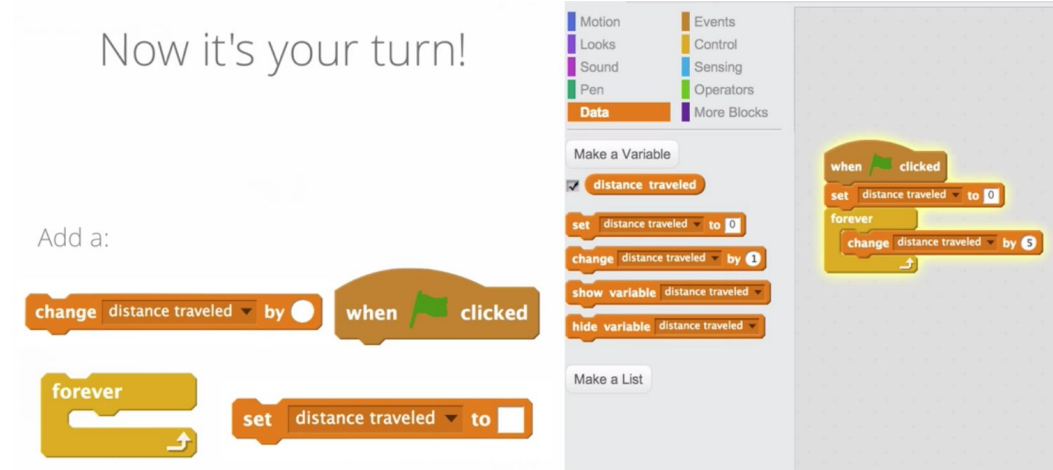 Now it's your turn!
Add a:
change distance traveled by
when clicked
forever
set distance traveled to
Motion
Looks
Sound
Pen
Data
Events
Control
Sensing
Operators
More Blocks
Make a Variable
distance traveled
set distance traveled to 0
change distance traveled by 1
show variable distance traveled
hide variable distance traveled
Make a List
when clicked
set distance traveled to 0
forever
change distance traveled by 5